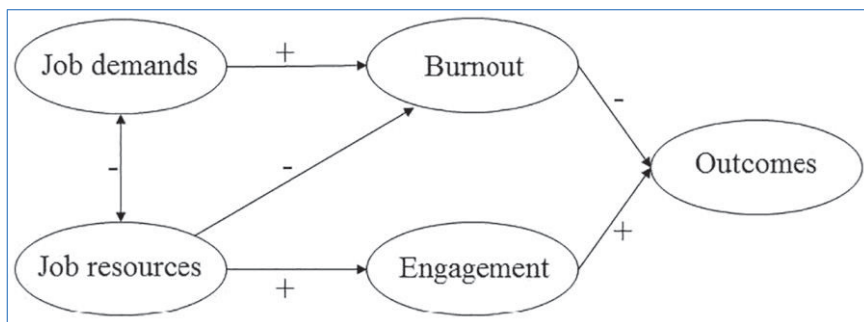 Job demands
+
Burnout
-
Outcomes
-
-
+
Job resources
+
Engagement